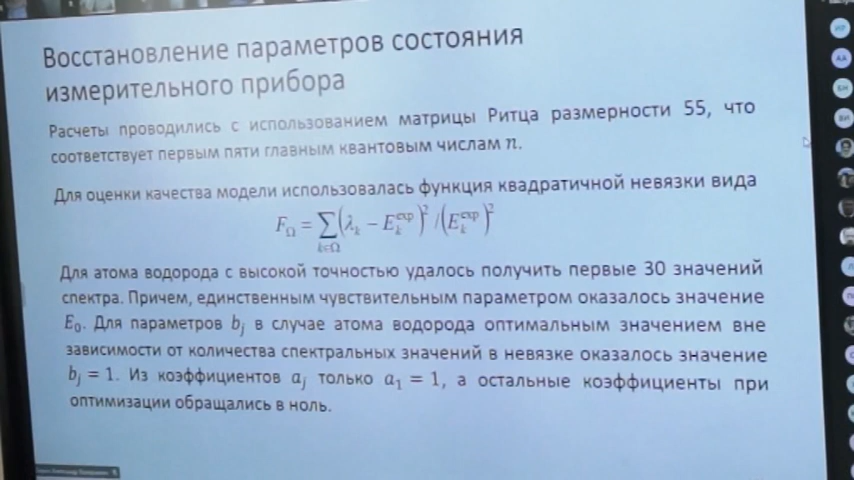 Восстановление параметров состояния
измерительного прибора
Расчеты проводились с использованием матрицы Ритца размерности 55, что
соответствует первым пяти главным квантовым числам n.
Для оценки качества модели использовалась функция квадратичной невязки вида
F_Ω = ∑_{k∈Ω} (λ_k − E_k^{exp})² / (E_k^{exp})²
Для атома водорода с высокой точностью удалось получить первые 30 значений
спектра. Причем, единственным чувствительным параметром оказалось значение
E₀. Для параметров b_j в случае атома водорода оптимальным значением вне
зависимости от количества спектральных значений в невязке оказалось значение
b_j = 1. Из коэффициентов a_j только a₁ = 1, а остальные коэффициенты при
оптимизации обращались в ноль.
АА